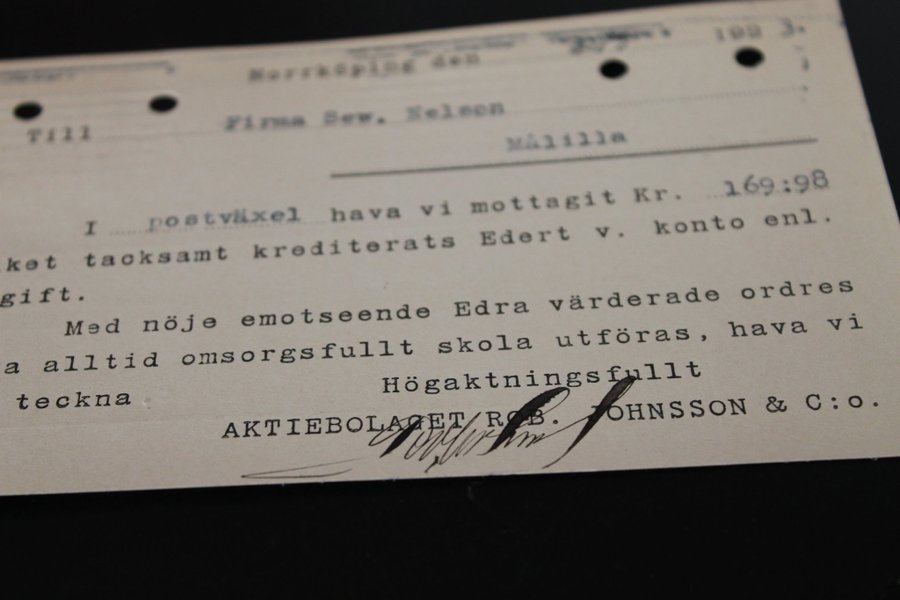 Norrköping den 192 3.
Till Firma Sew. Nelson
Målilla
I postväxel hava vi mottagit Kr. 169:98
ket tacksamt krediterats Edert v. konto enl.
gift.
Med nöje emotseende Edra värderade ordres
a alltid omsorgsfullt skola utföras, hava vi
teckna
Högaktningsfullt
AKTIEBOLAGET ROB. JOHNSSON & C:o.